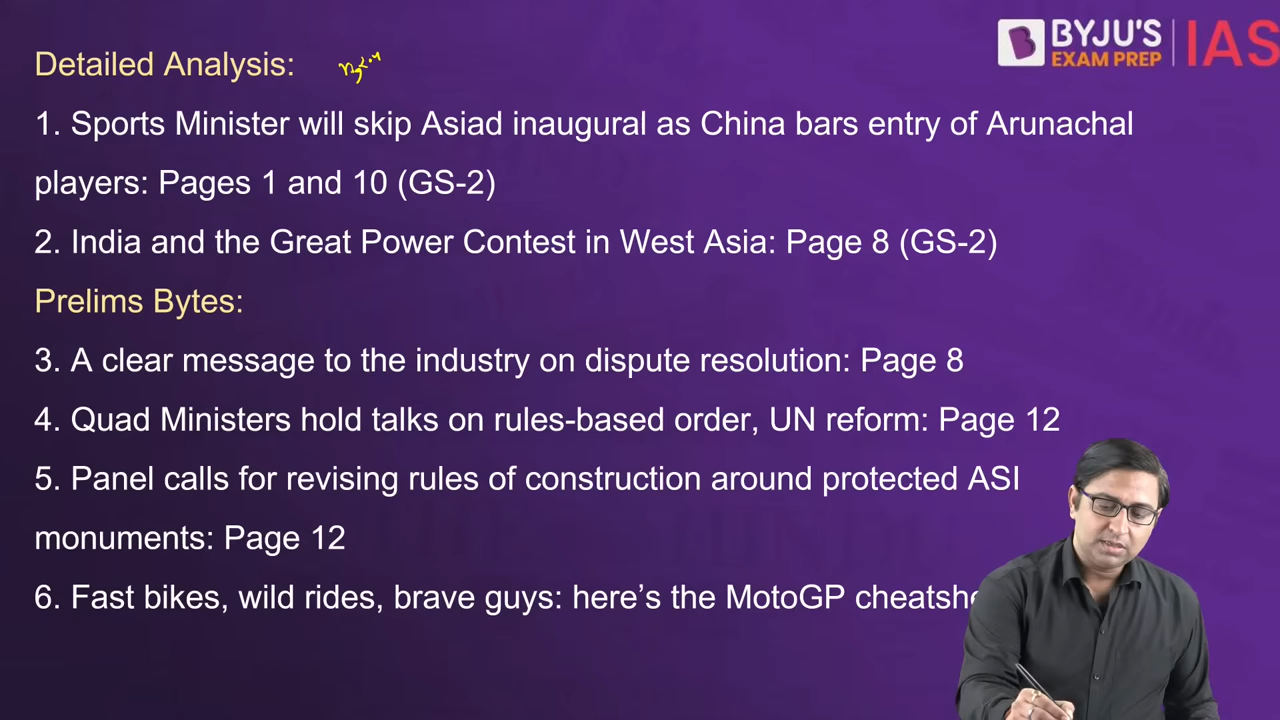 BYJU'S
EXAM PREP
IAS
Detailed Analysis:
1. Sports Minister will skip Asiad inaugural as China bars entry of Arunachal
players: Pages 1 and 10 (GS-2)
2. India and the Great Power Contest in West Asia: Page 8 (GS-2)
Prelims Bytes:
3. A clear message to the industry on dispute resolution: Page 8
4. Quad Ministers hold talks on rules-based order, UN reform: Page 12
5. Panel calls for revising rules of construction around protected ASI
monuments: Page 12
6. Fast bikes, wild rides, brave guys: here's the MotoGP